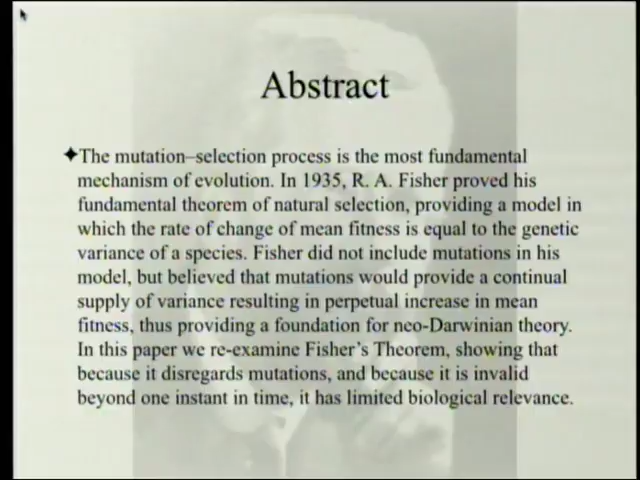 Abstract
✦The mutation–selection process is the most fundamental
mechanism of evolution. In 1935, R. A. Fisher proved his
fundamental theorem of natural selection, providing a model in
which the rate of change of mean fitness is equal to the genetic
variance of a species. Fisher did not include mutations in his
model, but believed that mutations would provide a continual
supply of variance resulting in perpetual increase in mean
fitness, thus providing a foundation for neo-Darwinian theory.
In this paper we re-examine Fisher’s Theorem, showing that
because it disregards mutations, and because it is invalid
beyond one instant in time, it has limited biological relevance.